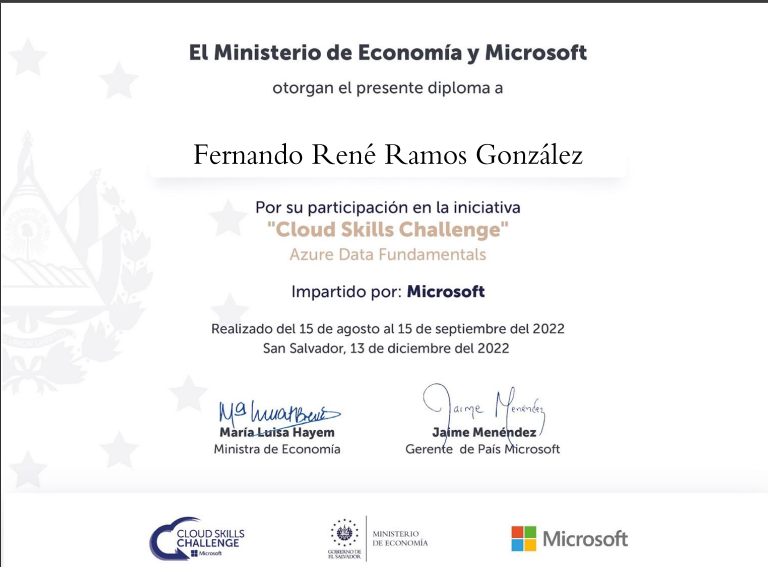 El Ministerio de Economía y Microsoft
otorgan el presente diploma a
Fernando René Ramos González
Por su participación en la iniciativa
"Cloud Skills Challenge"
Azure Data Fundamentals
Impartido por: Microsoft
Realizado del 15 de agosto al 15 de septiembre del 2022
San Salvador, 13 de diciembre del 2022
Jaime Menéndez
María Luisa Hayem Jaime Menéndez
Ministra de Economía Gerente de País Microsoft
CLOUD SKILLS
CHALLENGE
Microsoft
GOBIERNO DE
EL SALVADOR
MINISTERIO
DE ECONOMÍA
Microsoft